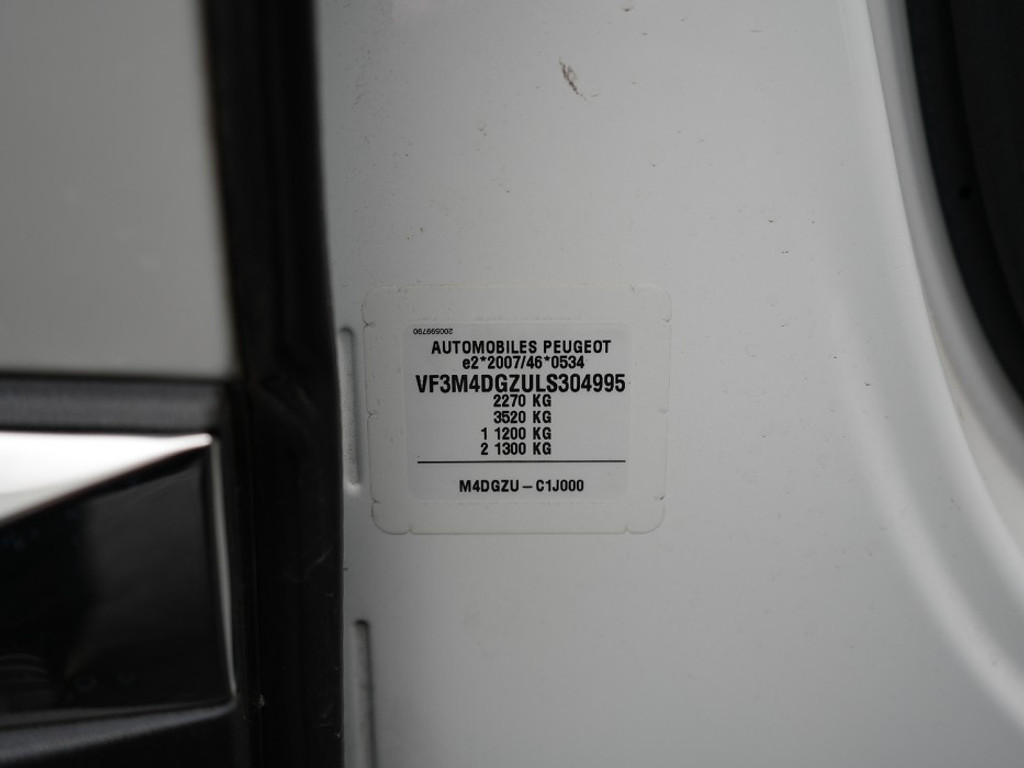 200599790
AUTOMOBILES PEUGEOT
e2*2007/46*0534
VF3M4DGZULS304995
2270 KG
3520 KG
1 1200 KG
2 1300 KG
M4DGZU – C1J000